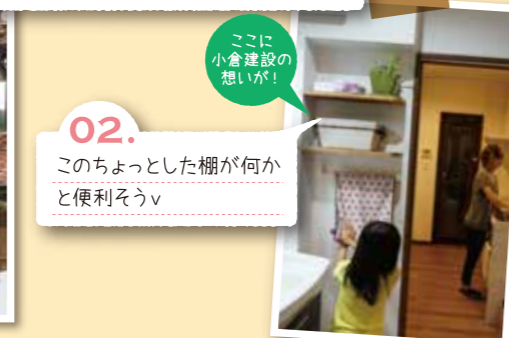 ここに
小倉建設の
想いが!
02.
このちょっとした棚が何か
と便利そうv